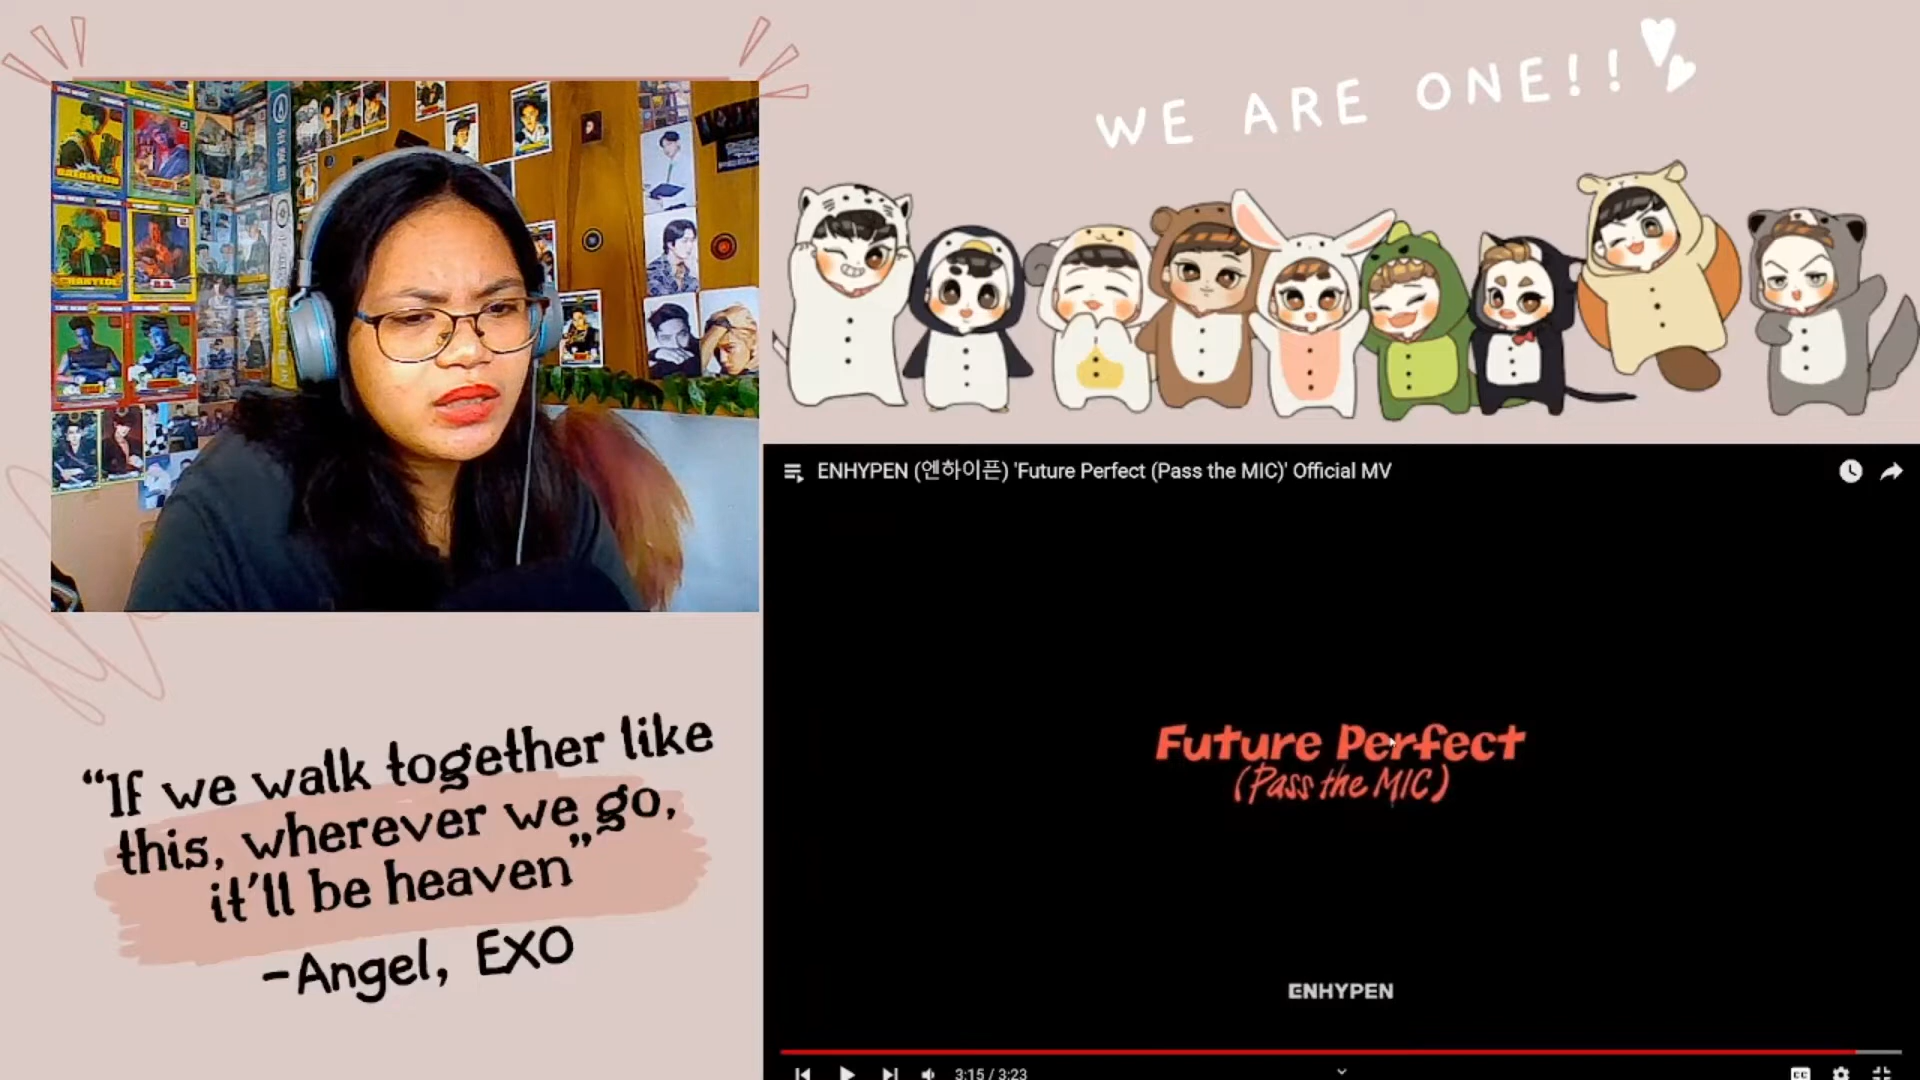 WE ARE ONE!!
ENHYPEN (엔하이픈) 'Future Perfect (Pass the MIC)' Official MV
Future Perfect
(Pass the MIC)
ENHYPEN
3:15 / 3:23
CC
“If we walk together like
this, wherever we go,
it'll be heaven”
-Angel, EXO